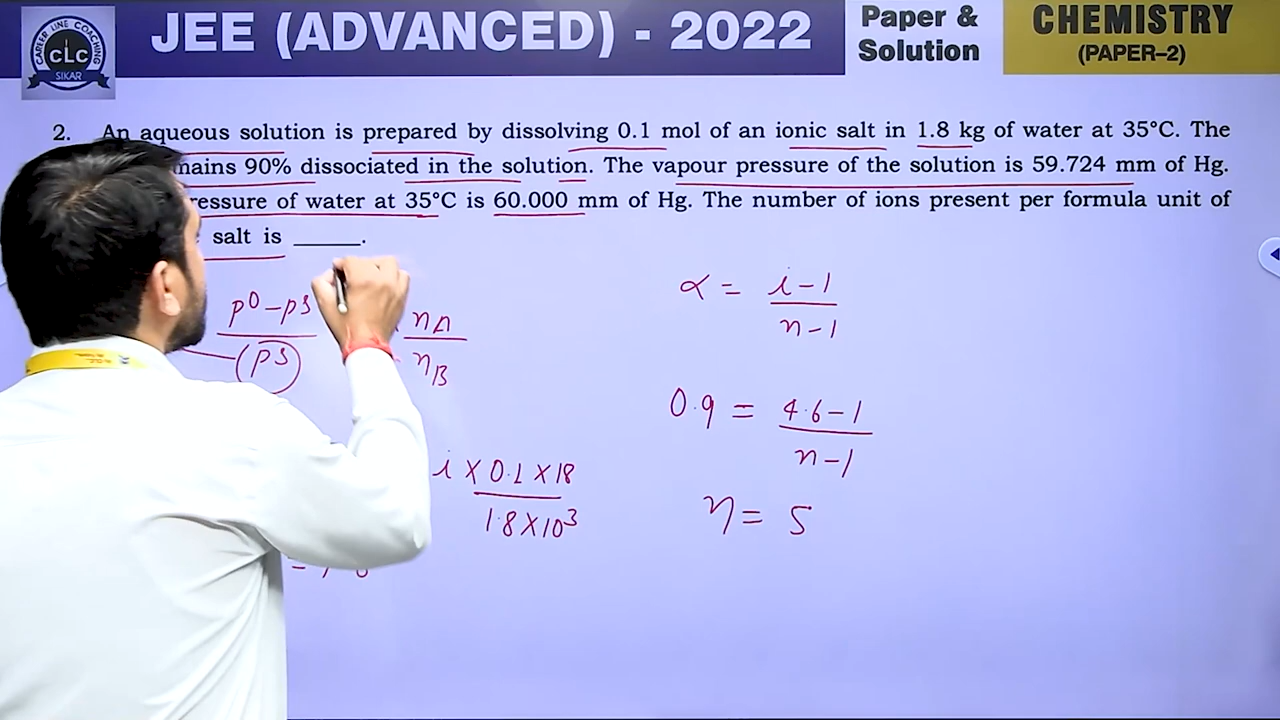 CAREER LINE COACHING
CLC
SIKAR
JEE (ADVANCED) - 2022
Paper &
Solution
CHEMISTRY
(PAPER–2)
2. An aqueous solution is prepared by dissolving 0.1 mol of an ionic salt in 1.8 kg of water at 35°C. The
90% dissociated in the solution. The vapour pressure of the solution is 59.724 mm of Hg.
of water at 35°C is 60.000 mm of Hg. The number of ions present per formula unit of
salt is _____.
p⁰-pˢ
pˢ
nA
nB
i × 0.1 × 18
1.8 × 10³
α = i-1
n-1
0.9 = 4.6-1
n-1
n = 5